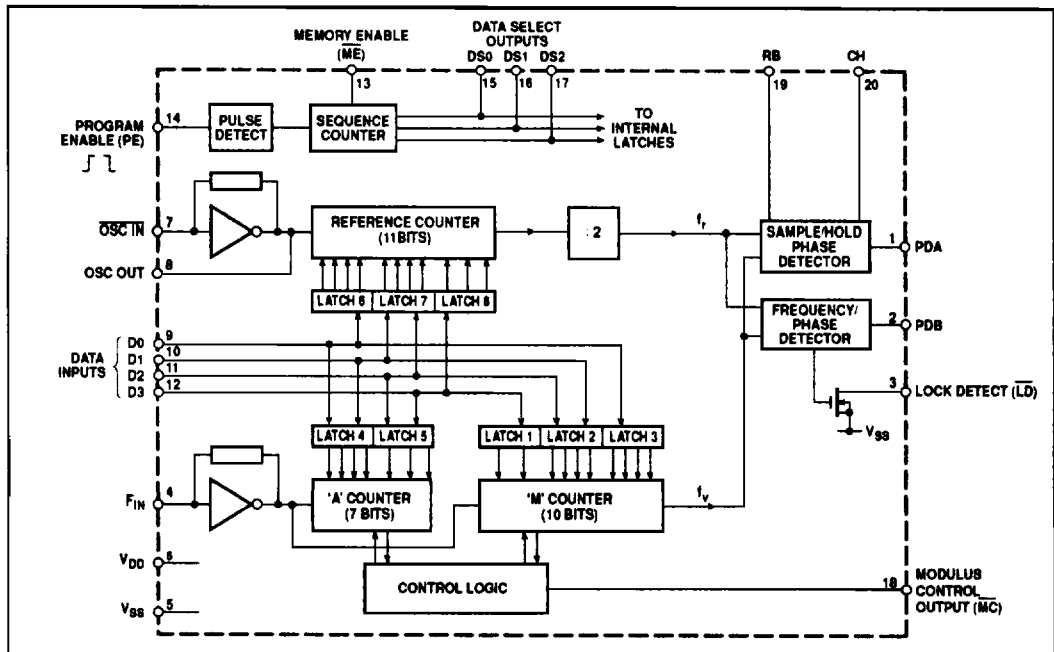 MEMORY ENABLE
(ME)
13
DATA SELECT
OUTPUTS
DS0 DS1 DS2
15 16 17
RB
19
CH
20
14
PROGRAM
ENABLE (PE)
PULSE
DETECT
SEQUENCE
COUNTER
TO
INTERNAL
LATCHES
OSC IN
7
OSC OUT
8
REFERENCE COUNTER
(11BITS)
÷2
fr
SAMPLE/HOLD
PHASE
DETECTOR
1
PDA
LATCH 6 LATCH 7 LATCH 8
FREQUENCY/
PHASE
DETECTOR
2
PDB
DATA
INPUTS
D0 9
D1 10
D2 11
D3 12
3
LOCK DETECT (LD)
VSS
LATCH 4 LATCH 5
LATCH 1 LATCH 2 LATCH 3
FIN
4
'A' COUNTER
(7 BITS)
'M' COUNTER
(10 BITS)
fv
VDD
6
VSS
5
CONTROL LOGIC
18
MODULUS
CONTROL
OUTPUT (MC)